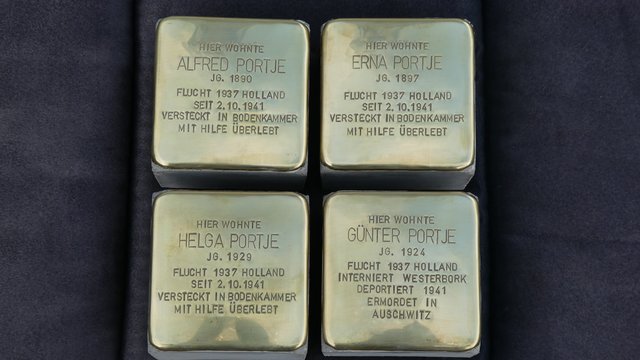 HIER WOHNTE
ALFRED PORTJE
JG. 1890
FLUCHT 1937 HOLLAND
SEIT 2.10.1941
VERSTECKT IN BODENKAMMER
MIT HILFE ÜBERLEBT
HIER WOHNTE
ERNA PORTJE
JG. 1897
FLUCHT 1937 HOLLAND
SEIT 2.10.1941
VERSTECKT IN BODENKAMMER
MIT HILFE ÜBERLEBT
HIER WOHNTE
HELGA PORTJE
JG. 1929
FLUCHT 1937 HOLLAND
SEIT 2.10.1941
VERSTECKT IN BODENKAMMER
MIT HILFE ÜBERLEBT
HIER WOHNTE
GÜNTER PORTJE
JG. 1924
FLUCHT 1937 HOLLAND
INTERNIERT WESTERBORK
DEPORTIERT 1941
ERMORDET IN
AUSCHWITZ